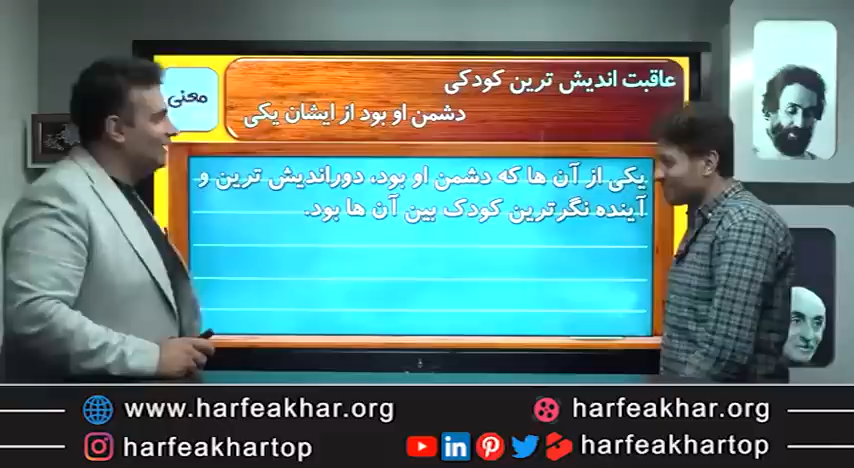 عاقبت اندیش ترین کودکی
دشمن او بود از ایشان یکی
معنی
یکی از آن ها که دشمن او بود، دوراندیش ترین و
آینده نگرترین کودک بین آن ها بود.
www.harfeakhar.org
harfeakhar.org
harfeakhartop
harfeakhartop